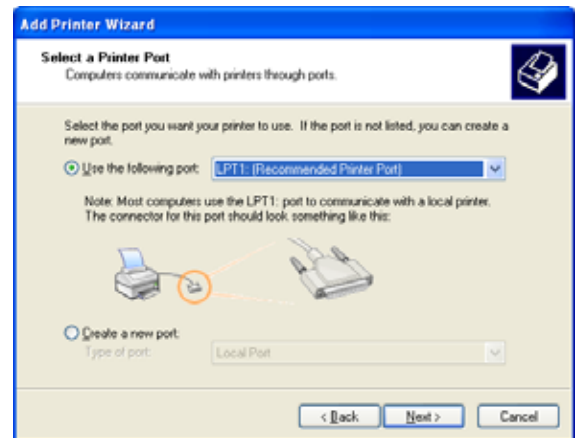 Add Printer Wizard
Select a Printer Port
Computers communicate with printers through ports.
Select the port you want your printer to use. If the port is not listed, you can create a
new port.
Use the following port: LPT1: (Recommended Printer Port)
Note: Most computers use the LPT1: port to communicate with a local printer.
The connector for this port should look something like this:
Create a new port:
Type of port: Local Port
< Back Next > Cancel